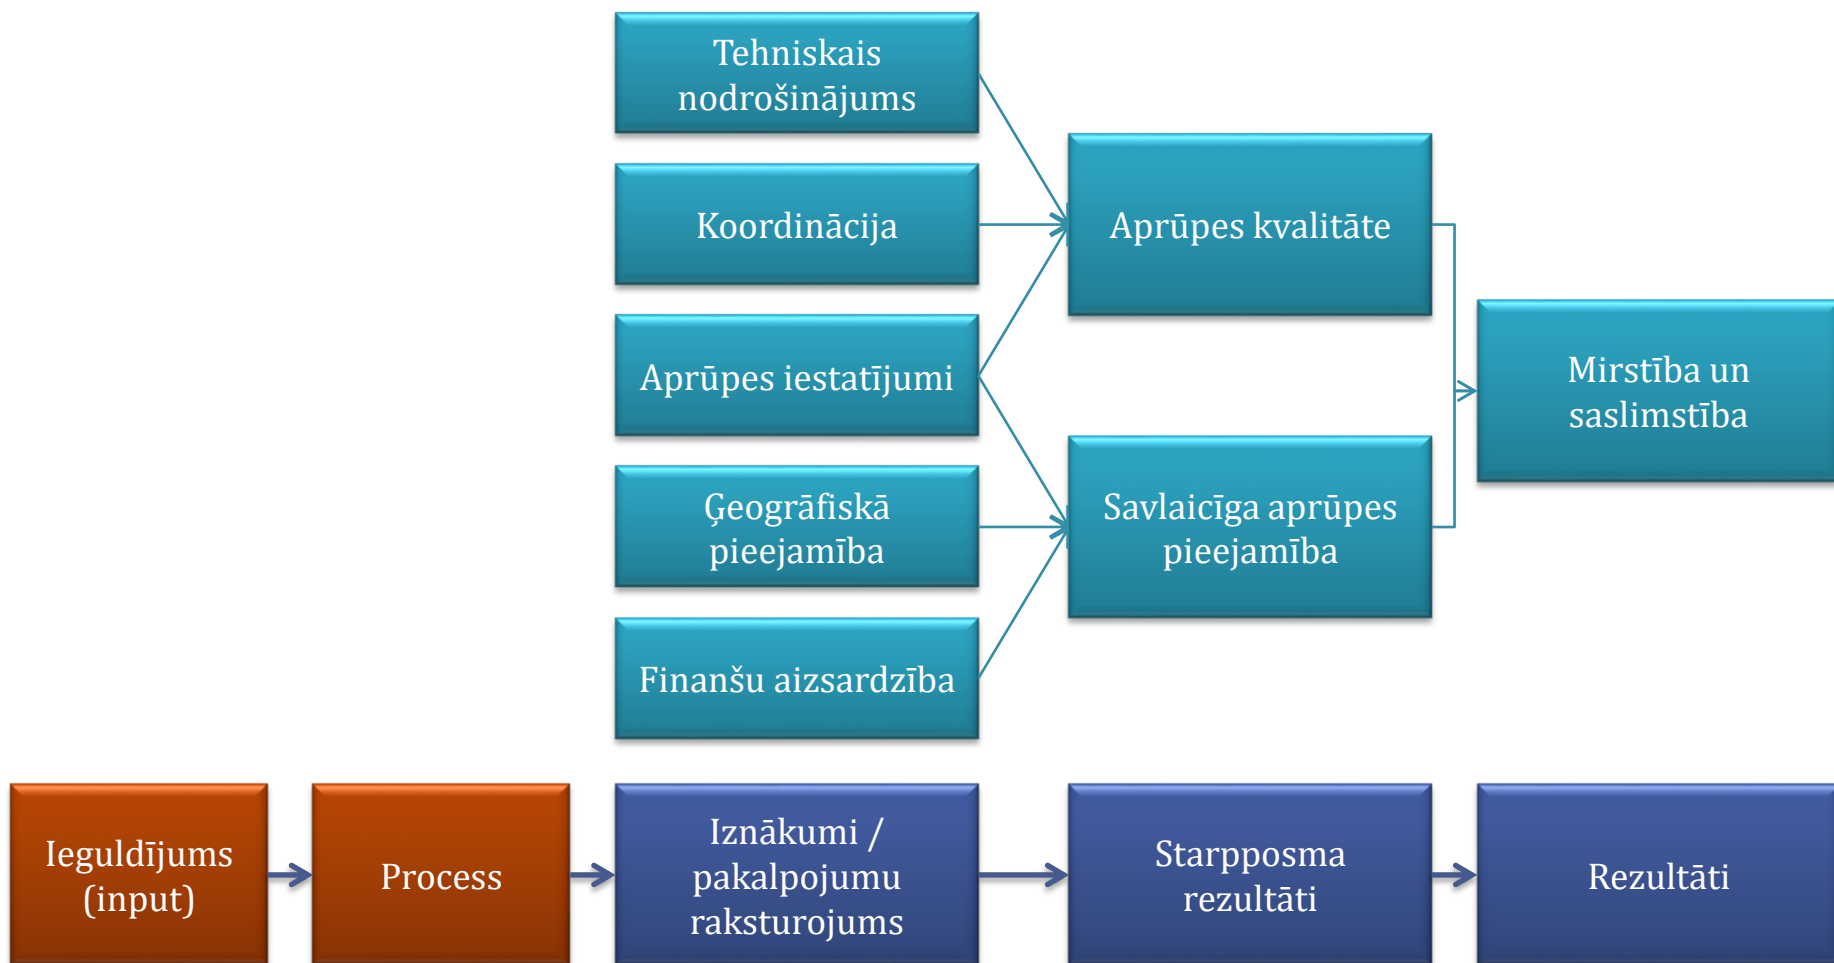 Tehniskais
nodrošinājums
Koordinācija
Aprūpes iestatījumi
Ģeogrāfiskā
pieejamība
Finanšu aizsardzība
Aprūpes kvalitāte
Savlaicīga aprūpes
pieejamība
Mirstība un
saslimstība
Ieguldījums
(input)
Process
Iznākumi /
pakalpojumu
raksturojums
Starpposma
rezultāti
Rezultāti